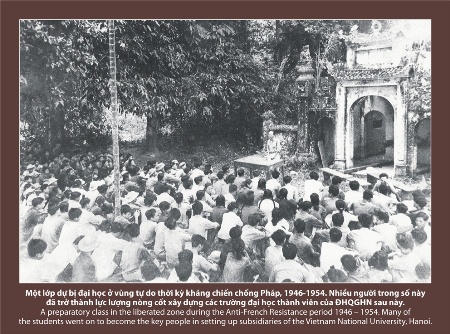 Một lớp dự bị đại học ở vùng tự do thời kỳ kháng chiến chống Pháp, 1946-1954. Nhiều người trong số này
đã trở thành lực lượng nòng cốt xây dựng các trường đại học thành viên của ĐHQGHN sau này.
A preparatory class in the liberated zone during the Anti-French Resistance period 1946 – 1954. Many of
the students went on to become the key people in setting up subsidiaries of the Vietnam National University, Hanoi.